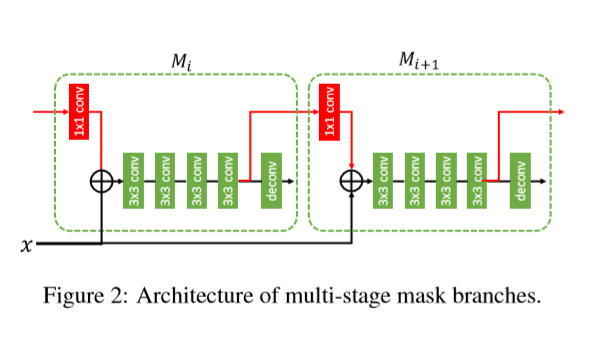 M_i
M_{i+1}
1x1 conv
3x3 conv
3x3 conv
3x3 conv
3x3 conv
deconv
1x1 conv
3x3 conv
3x3 conv
3x3 conv
3x3 conv
deconv
x
Figure 2: Architecture of multi-stage mask branches.